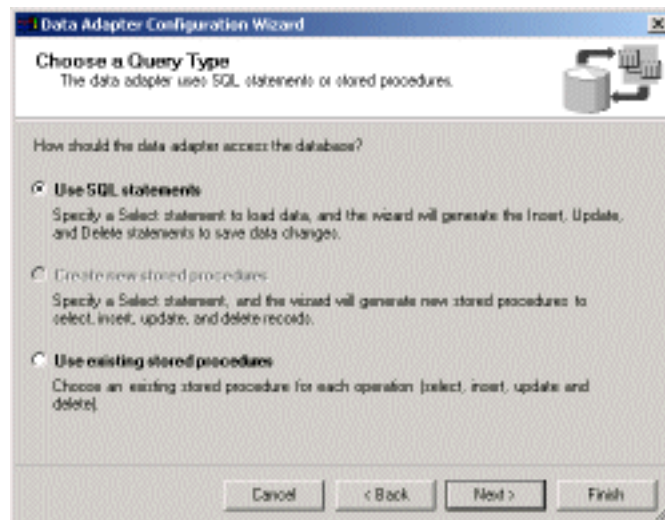 Data Adapter Configuration Wizard
Choose a Query Type
The data adapter uses SQL statements or stored procedures.
How should the data adapter access the database?
Use SQL statements
Specify a Select statement to load data, and the wizard will generate the Insert, Update,
and Delete statements to save data changes.
Create new stored procedures
Specify a Select statement, and the wizard will generate new stored procedures to
select, insert, update, and delete records.
Use existing stored procedures
Choose an existing stored procedure for each operation (select, insert, update and
delete).
Cancel
< Back
Next >
Finish